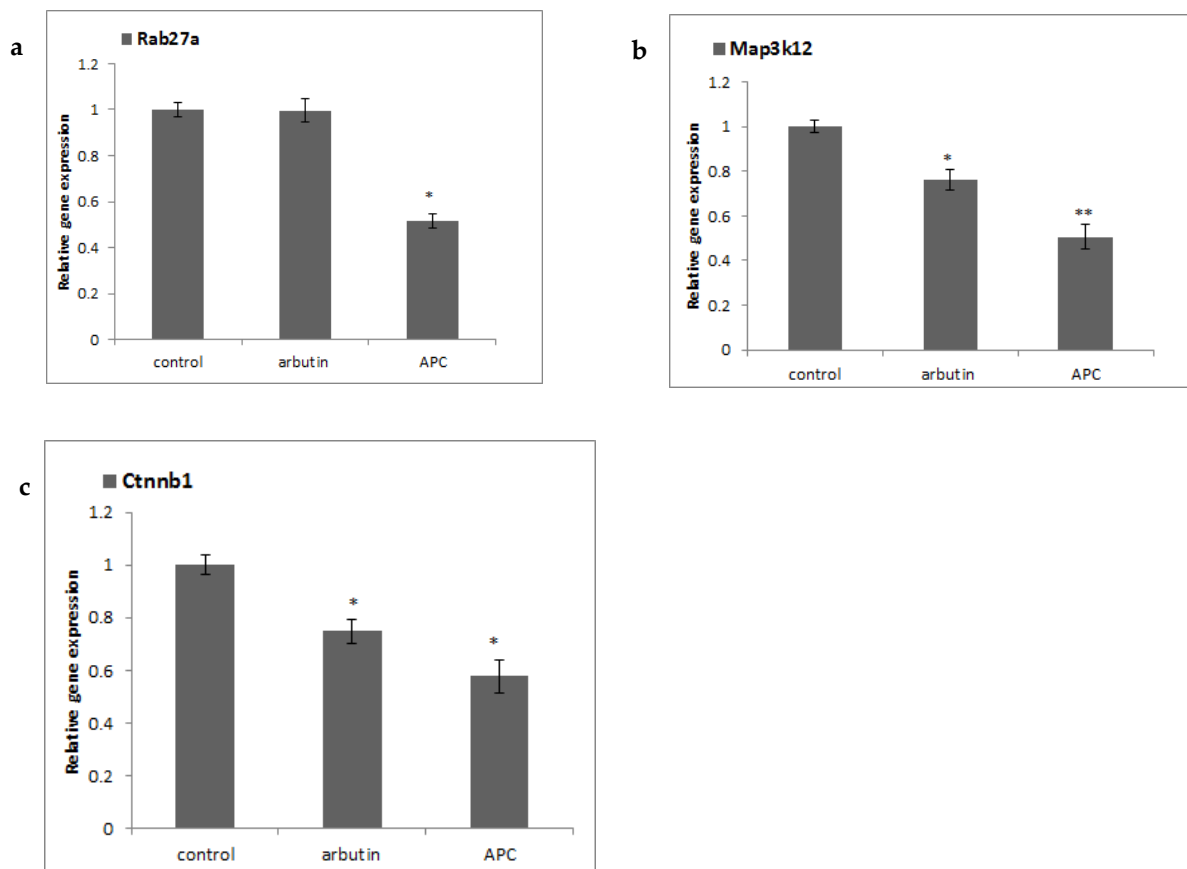 a
Rab27a
Relative gene expression
1.2
1
0.8
0.6
0.4
0.2
0
*
control arbutin APC
b
Map3k12
Relative gene expression
1.2
1
0.8
0.6
0.4
0.2
0
*
**
control arbutin APC
c
Ctnnb1
Relative gene expression
1.2
1
0.8
0.6
0.4
0.2
0
*
*
control arbutin APC